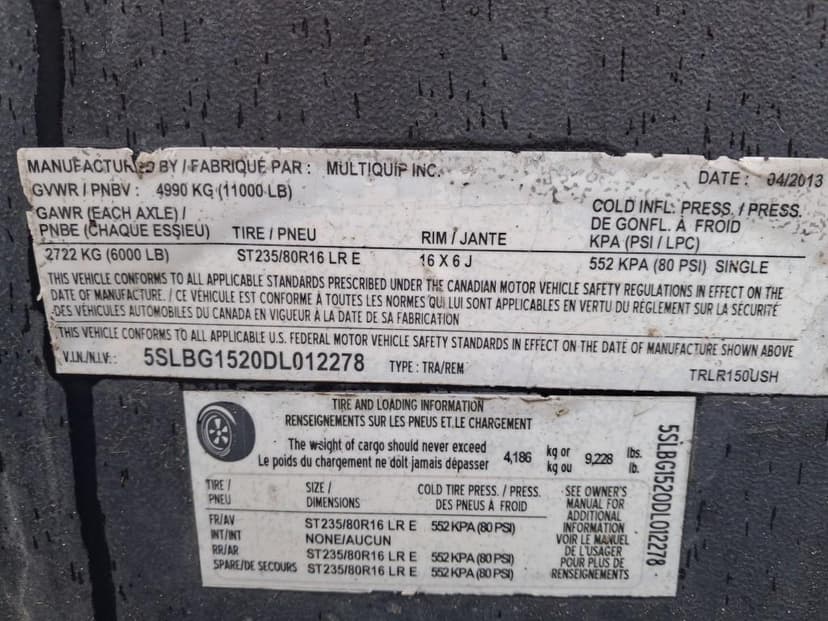 MANUFACTURED BY / FABRIQUÉ PAR : MULTIQUIP INC. DATE : 04/2013
GVWR / PNBV : 4990 KG (11000 LB)
GAWR (EACH AXLE) / PNBE (CHAQUE ESSIEU) TIRE / PNEU RIM / JANTE COLD INFL. PRESS. / PRESS. DE GONFL. À FROID KPA (PSI / LPC)
2722 KG (6000 LB) ST235/80R16 LR E 16 X 6 J 552 KPA (80 PSI) SINGLE
THIS VEHICLE CONFORMS TO ALL APPLICABLE STANDARDS PRESCRIBED UNDER THE CANADIAN MOTOR VEHICLE SAFETY REGULATIONS IN EFFECT ON THE
DATE OF MANUFACTURE. / CE VÉHICULE EST CONFORME À TOUTES LES NORMES QUI LUI SONT APPLICABLES EN VERTU DU RÈGLEMENT SUR LA SÉCURITÉ
DES VÉHICULES AUTOMOBILES DU CANADA EN VIGUEUR À LA DATE DE SA FABRICATION
THIS VEHICLE CONFORMS TO ALL APPLICABLE U.S. FEDERAL MOTOR VEHICLE SAFETY STANDARDS IN EFFECT ON THE DATE OF MANUFACTURE SHOWN ABOVE
V.I.N./N.I.V.: 5SLBG1520DL012278 TYPE : TRA/REM TRLR150USH
TIRE AND LOADING INFORMATION
RENSEIGNEMENTS SUR LES PNEUS ET LE CHARGEMENT
The weight of cargo should never exceed
Le poids du chargement ne dôit jamais dépasser
4,186 kg or kg ou 9,228 lbs. lb.
TIRE / PNEU SIZE / DIMENSIONS COLD TIRE PRESS. / PRESS. DES PNEUS À FROID
FR/AV ST235/80R16 LR E 552 KPA (80 PSI)
INT/INT NONE/AUCUN
RR/AR ST235/80R16 LR E 552 KPA (80 PSI)
SPARE/DE SECOURS ST235/80R16 LR E 552 KPA (80 PSI)
SEE OWNER'S
MANUAL FOR
ADDITIONAL
INFORMATION
VOIR LE MANUEL
DE L'USAGER
POUR PLUS DE
RENSEIGNEMENTS
5SLBG1520DL012278